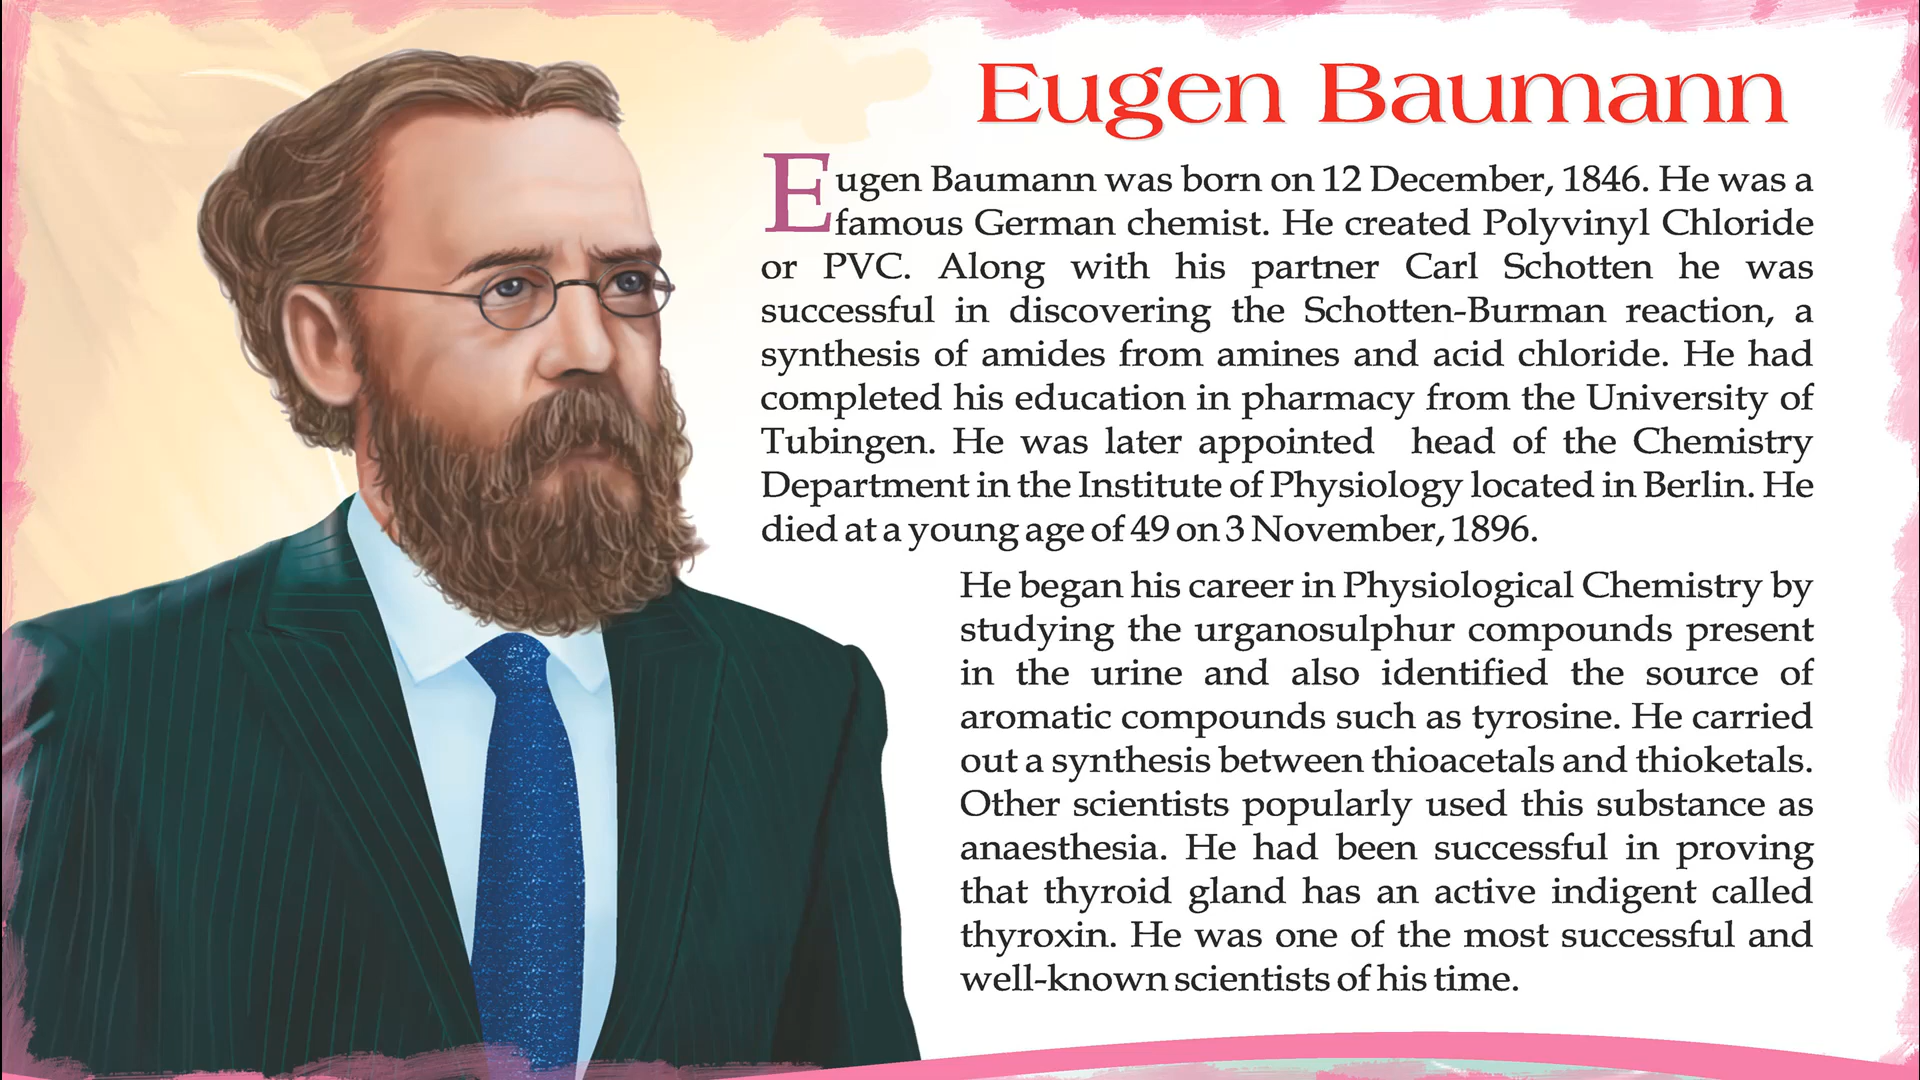 Eugen Baumann
Eugen Baumann was born on 12 December, 1846. He was a
famous German chemist. He created Polyvinyl Chloride
or PVC. Along with his partner Carl Schotten he was
successful in discovering the Schotten-Burman reaction, a
synthesis of amides from amines and acid chloride. He had
completed his education in pharmacy from the University of
Tubingen. He was later appointed head of the Chemistry
Department in the Institute of Physiology located in Berlin. He
died at a young age of 49 on 3 November, 1896.
He began his career in Physiological Chemistry by
studying the urganosulphur compounds present
in the urine and also identified the source of
aromatic compounds such as tyrosine. He carried
out a synthesis between thioacetals and thioketals.
Other scientists popularly used this substance as
anaesthesia. He had been successful in proving
that thyroid gland has an active indigent called
thyroxin. He was one of the most successful and
well-known scientists of his time.